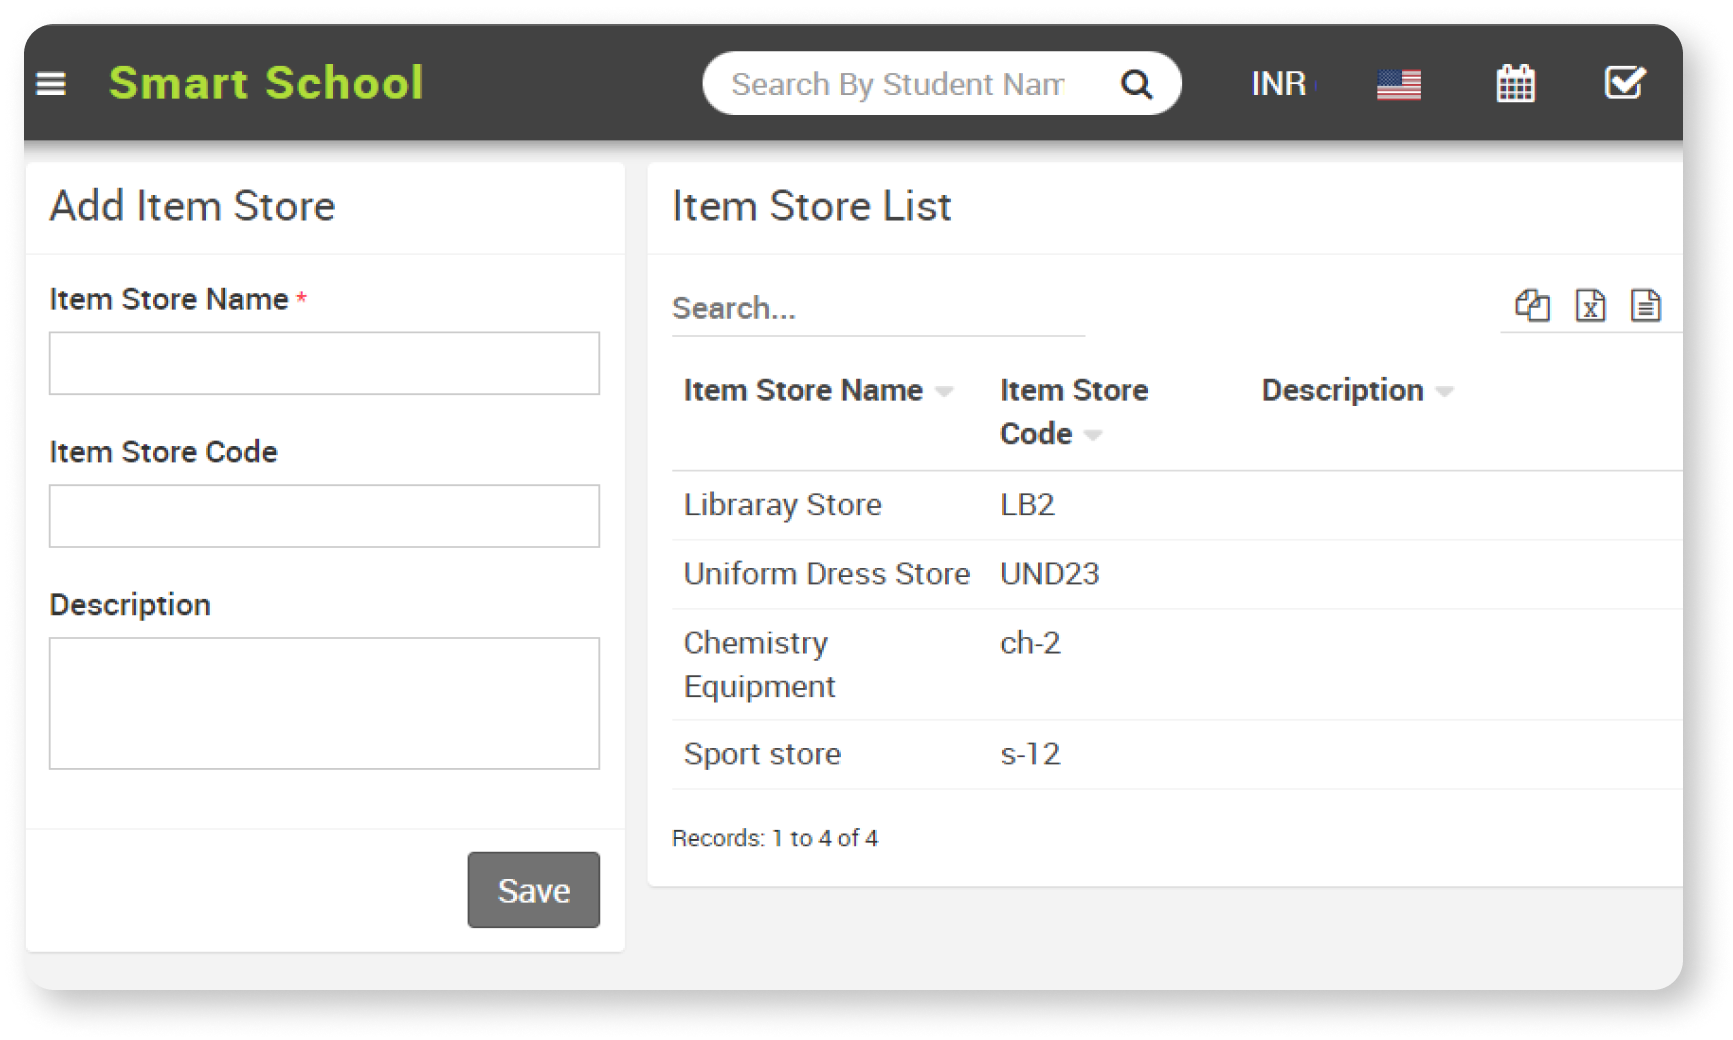 Smart School
Search By Student Nam
INR
Add Item Store
Item Store Name *
Item Store Code
Description
Save
Item Store List
Search...
Item Store Name
Item Store
Code
Description
Libraray Store
LB2
Uniform Dress Store
UND23
Chemistry
Equipment
ch-2
Sport store
s-12
Records: 1 to 4 of 4